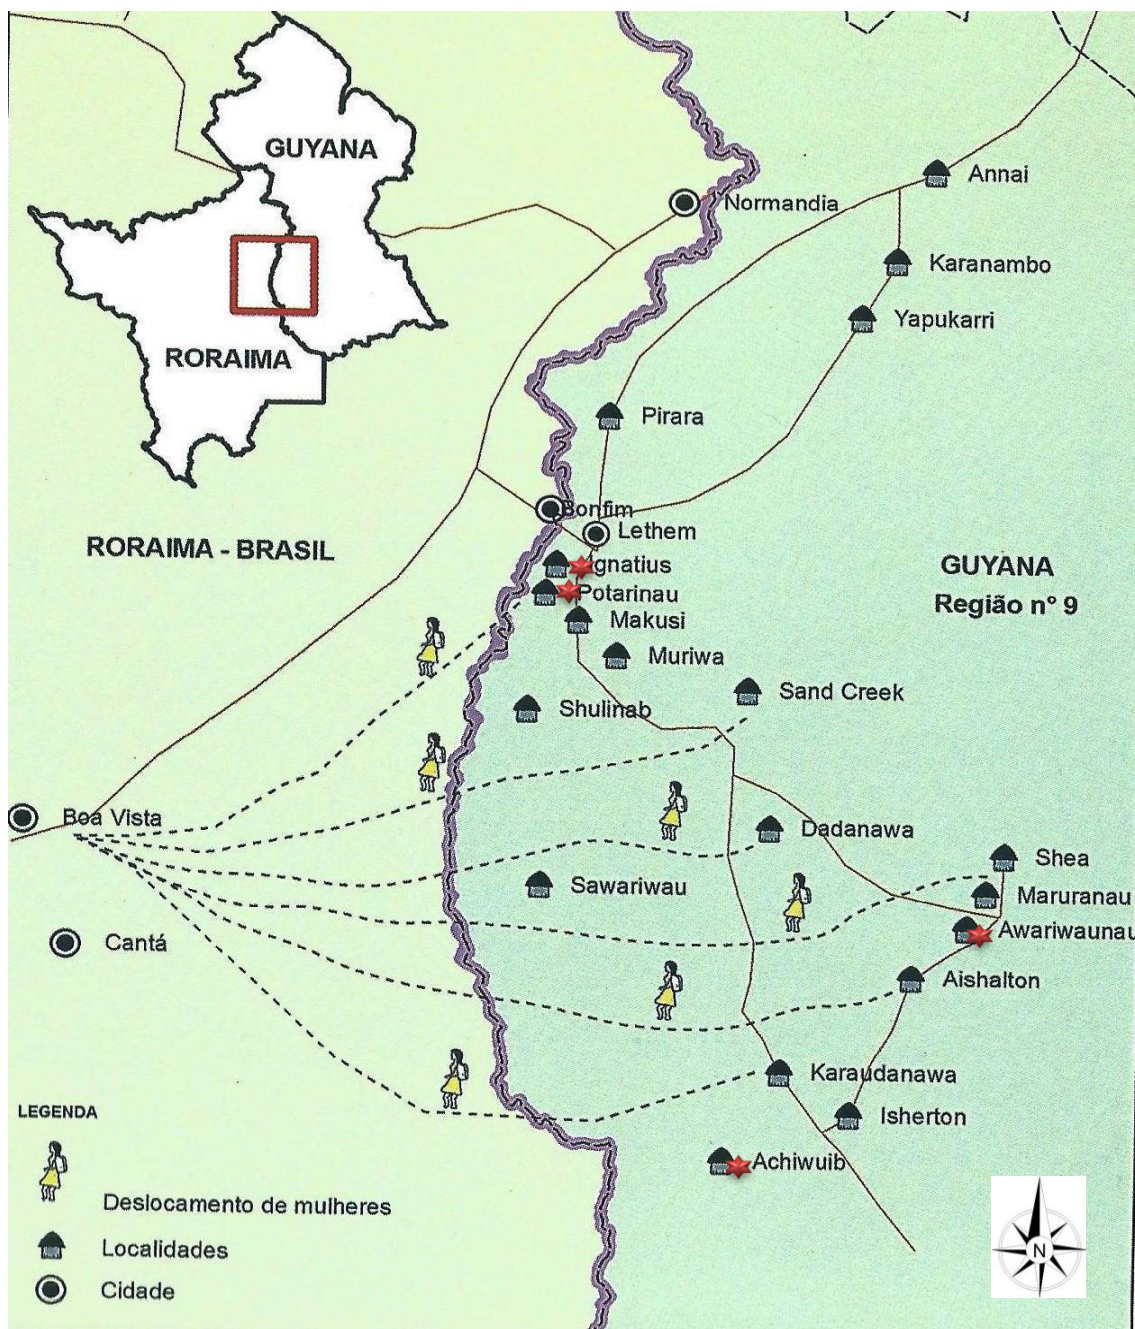 GUYANA
RORAIMA
Annai
Normandia
Karanambo
Yapukarri
Pirara
Bonfim
Lethem
RORAIMA - BRASIL
Ignatius
GUYANA
Região n° 9
Potarinau
Makusi
Muriwa
Sand Creek
Shulinab
Boa Vista
Dadanawa
Shea
Sawariwau
Maruranau
Awariwaunau
Cantá
Aishalton
Karaudanawa
Isherton
Achiwuib
LEGENDA
Deslocamento de mulheres
Localidades
Cidade
N